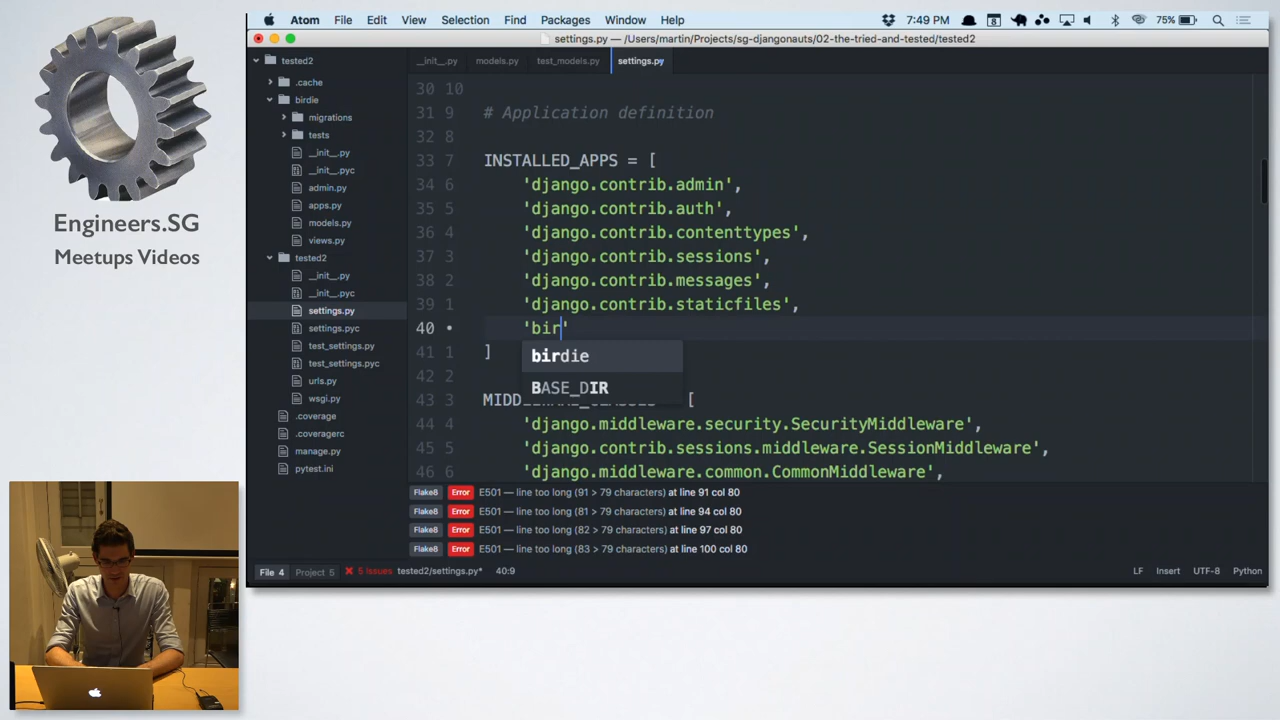 Engineers.SG
Meetups Videos
Atom File Edit View Selection Find Packages Window Help
8 7:49 PM 75%
settings.py — /Users/martin/Projects/sg-djangonauts/02-the-tried-and-tested/tested2
tested2
.cache
birdie
migrations
tests
__init__.py
__init__.pyc
admin.py
apps.py
models.py
views.py
tested2
__init__.py
__init__.pyc
settings.py
settings.pyc
test_settings.py
test_settings.pyc
urls.py
wsgi.py
.coverage
.coveragerc
manage.py
pytest.ini
__init__.py models.py test_models.py settings.py
30 10
31 9 # Application definition
32 8
33 7 INSTALLED_APPS = [
34 6 'django.contrib.admin',
35 5 'django.contrib.auth',
36 4 'django.contrib.contenttypes',
37 3 'django.contrib.sessions',
38 2 'django.contrib.messages',
39 1 'django.contrib.staticfiles',
40 • 'bir'
41 1 ]
birdie
42 2
BASE_DIR
43 3 MIDD [
44 4 'django.middleware.security.SecurityMiddleware',
45 5 'django.contrib.sessions.middleware.SessionMiddleware',
46 6 'django.middleware.common.CommonMiddleware',
Flake8 Error E501 — line too long (91 > 79 characters) at line 91 col 80
Flake8 Error E501 — line too long (81 > 79 characters) at line 94 col 80
Flake8 Error E501 — line too long (82 > 79 characters) at line 97 col 80
Flake8 Error E501 — line too long (83 > 79 characters) at line 100 col 80
File 4 Project 5 5 Issues tested2/settings.py* 40:9 LF Insert UTF-8 Python